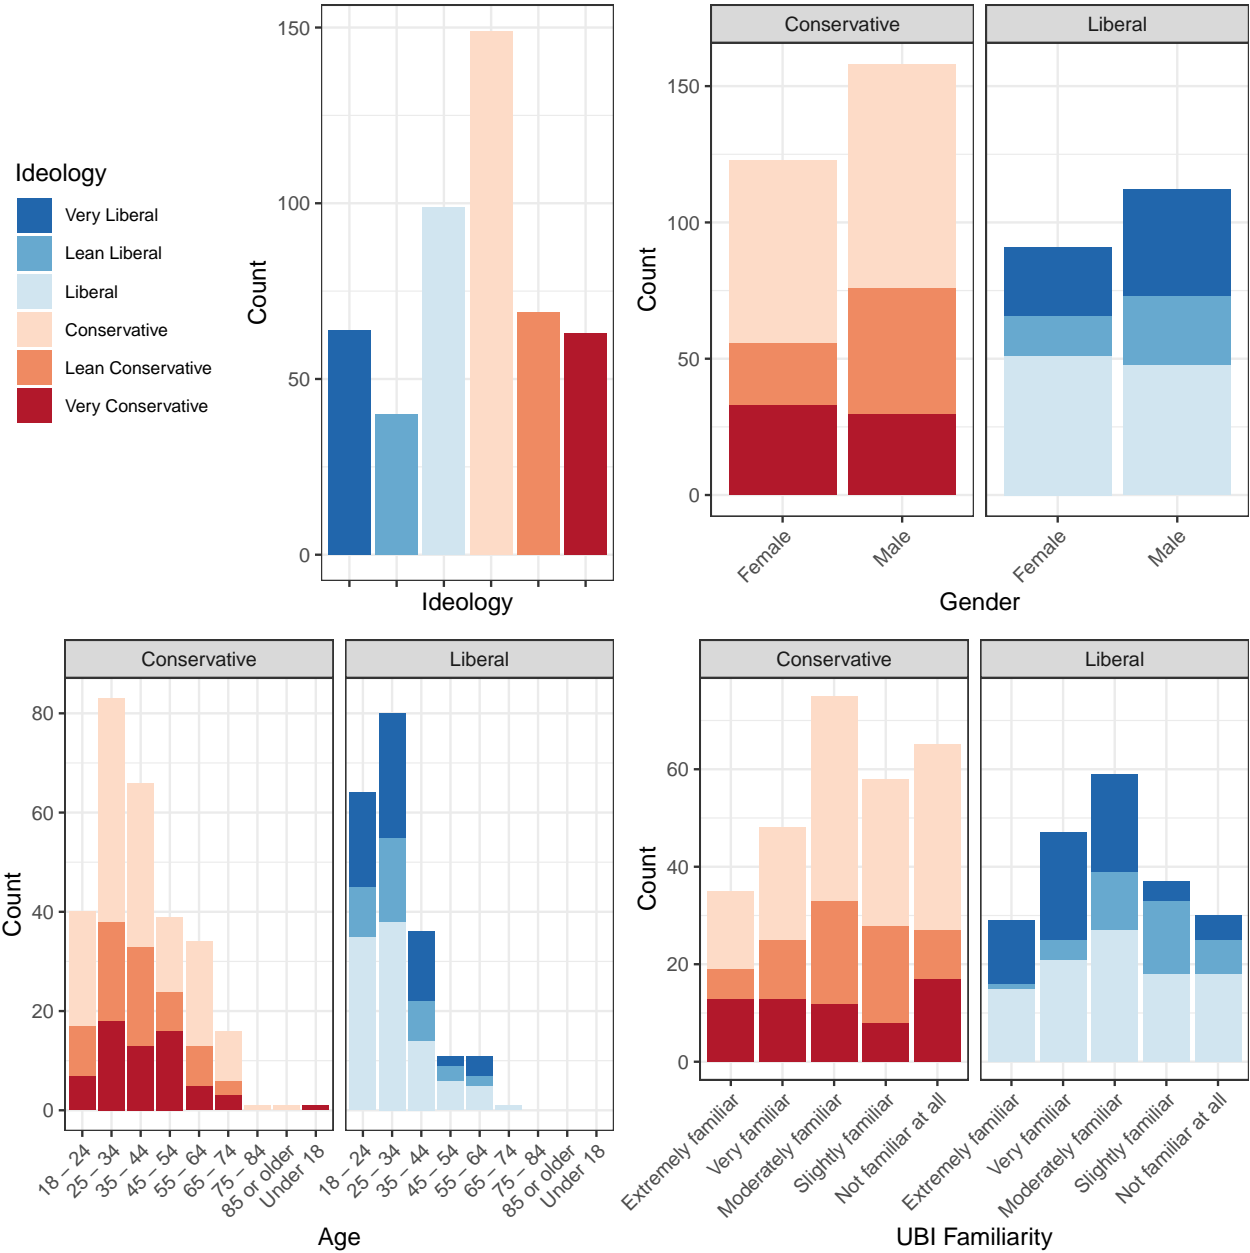 Ideology
Very Liberal
Lean Liberal
Liberal
Conservative
Lean Conservative
Very Conservative
Count
150
100
50
0
Ideology
Conservative
Liberal
Count
150
100
50
0
Female
Male
Female
Male
Gender
Conservative
Liberal
Count
80
60
40
20
0
18 – 24
25 – 34
35 – 44
45 – 54
55 – 64
65 – 74
75 – 84
85 or older
Under 18
18 – 24
25 – 34
35 – 44
45 – 54
55 – 64
65 – 74
75 – 84
85 or older
Under 18
Age
Conservative
Liberal
Count
60
40
20
0
Extremely familiar
Very familiar
Moderately familiar
Slightly familiar
Not familiar at all
Extremely familiar
Very familiar
Moderately familiar
Slightly familiar
Not familiar at all
UBI Familiarity